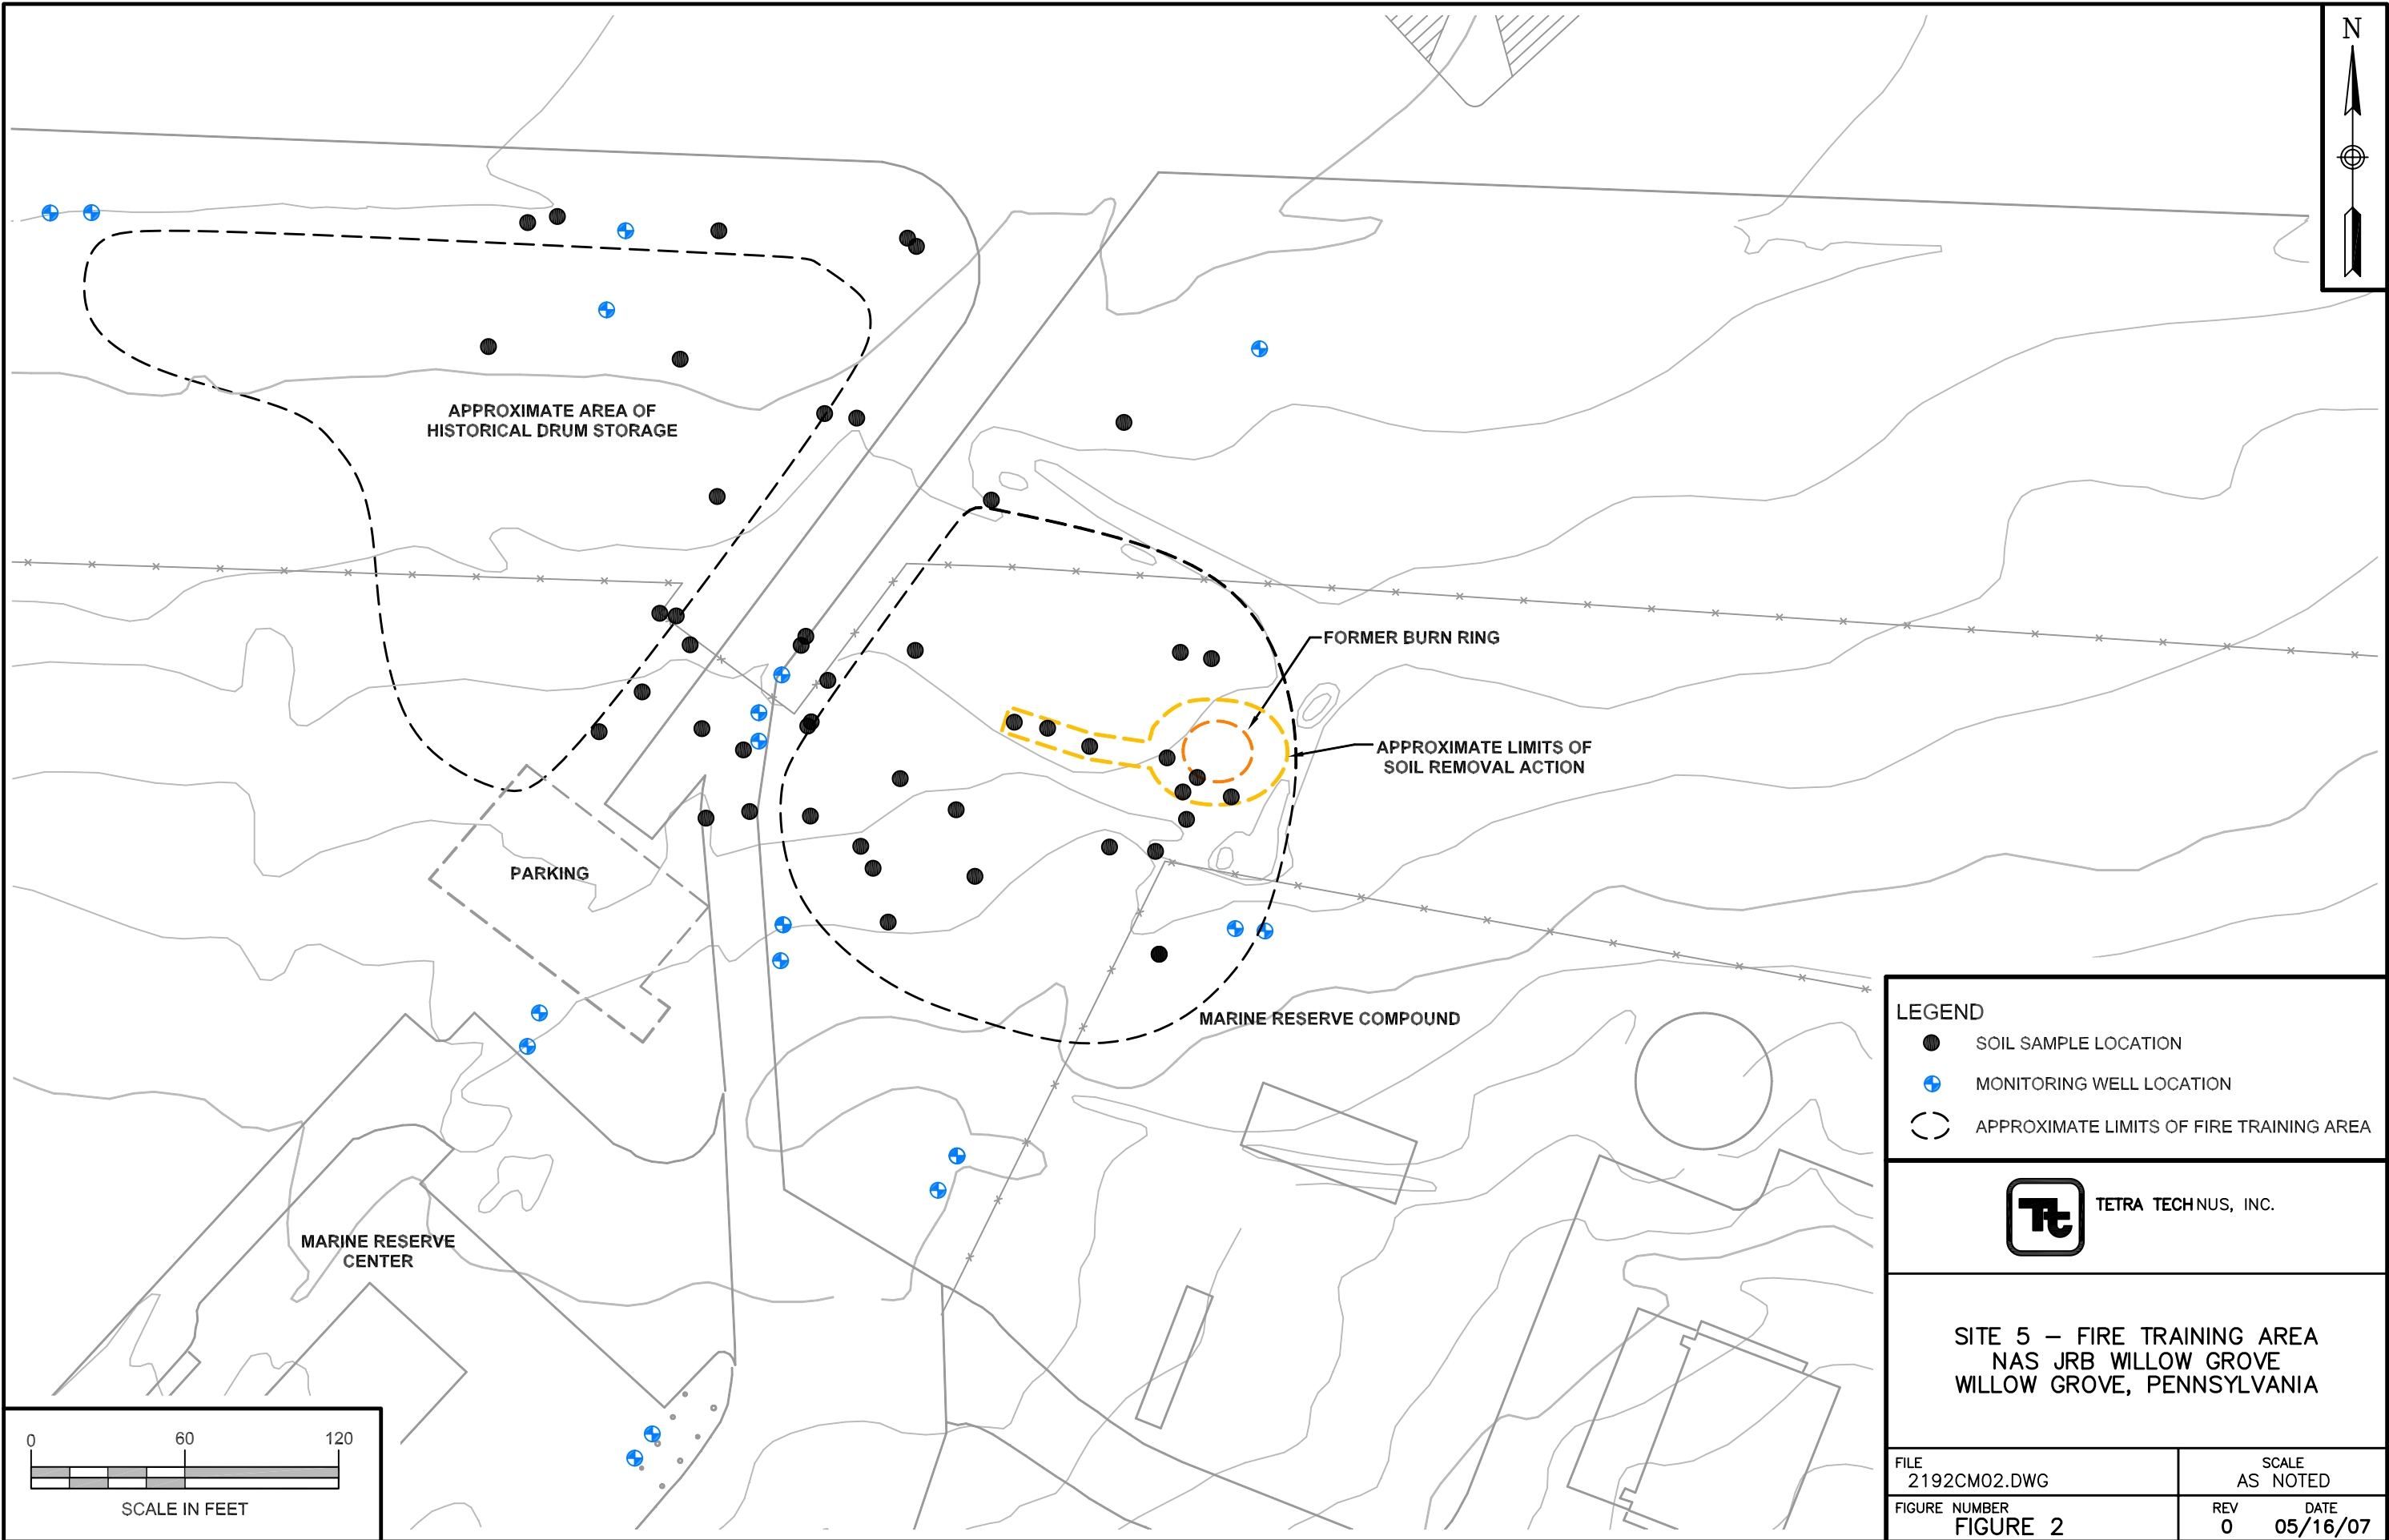 N
APPROXIMATE AREA OF
HISTORICAL DRUM STORAGE
FORMER BURN RING
APPROXIMATE LIMITS OF
SOIL REMOVAL ACTION
PARKING
MARINE RESERVE COMPOUND
MARINE RESERVE
CENTER
LEGEND
SOIL SAMPLE LOCATION
MONITORING WELL LOCATION
APPROXIMATE LIMITS OF FIRE TRAINING AREA
Tt
TETRA TECH NUS, INC.
SITE 5 – FIRE TRAINING AREA
NAS JRB WILLOW GROVE
WILLOW GROVE, PENNSYLVANIA
0 60 120
SCALE IN FEET
FILE
2192CM02.DWG
SCALE
AS NOTED
FIGURE NUMBER
FIGURE 2
REV
0
DATE
05/16/07